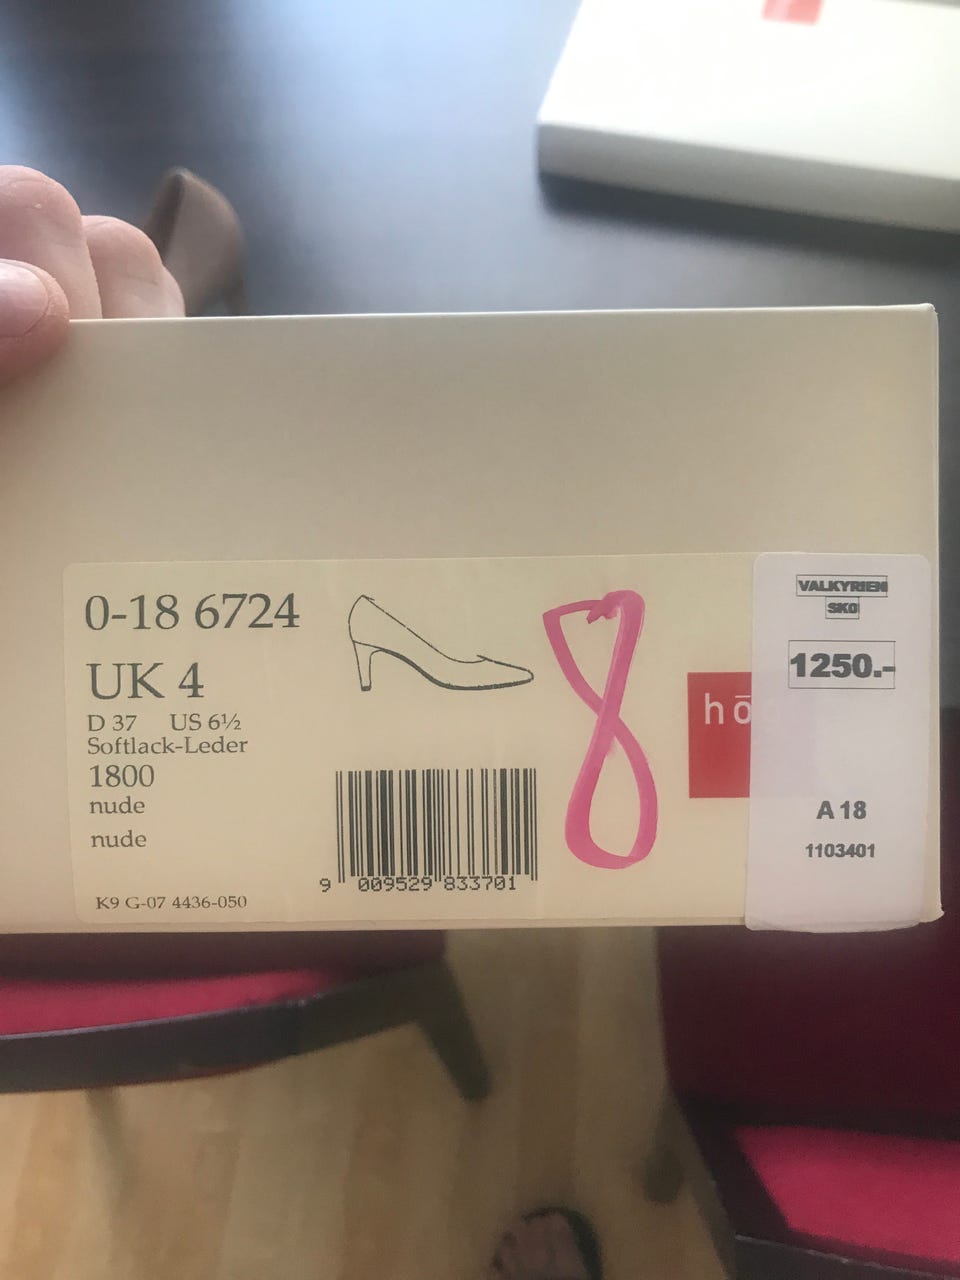 0-18 6724
UK 4
D 37 US 6½
Softlack-Leder
1800
nude
nude
K9 G-07 4436-050
9 009529 833701
8
hō
VALKYRIEN
SKO
1250.-
A 18
1103401